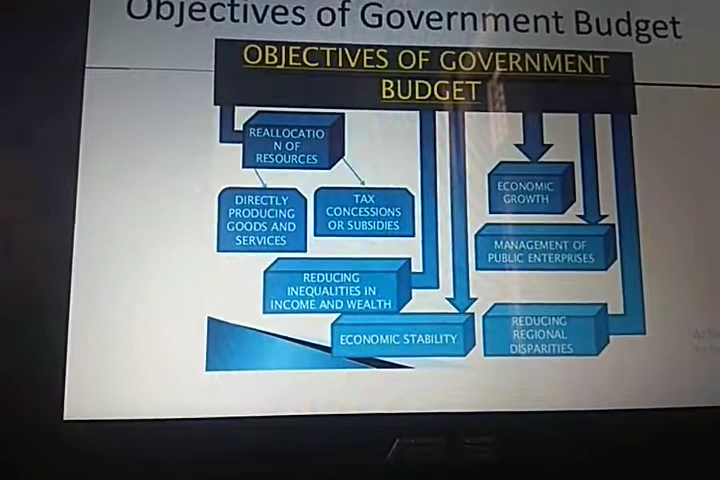 Objectives of Government Budget
OBJECTIVES OF GOVERNMENT
BUDGET
REALLOCATIO
N OF
RESOURCES
DIRECTLY
PRODUCING
GOODS AND
SERVICES
TAX
CONCESSIONS
OR SUBSIDIES
REDUCING
INEQUALITIES IN
INCOME AND WEALTH
ECONOMIC STABILITY
ECONOMIC
GROWTH
MANAGEMENT OF
PUBLIC ENTERPRISES
REDUCING
REGIONAL
DISPARITIES